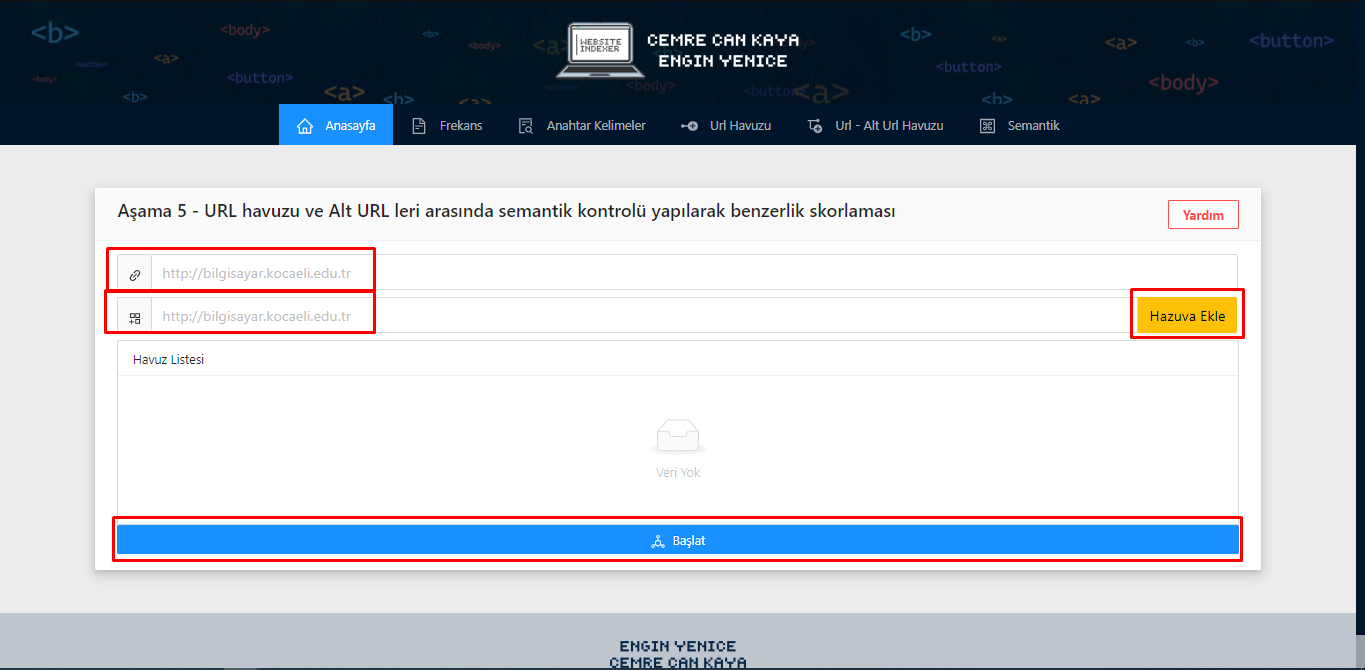 <b>
<body>
<b>
<body>
<a>
<button>
<body>
<a>
<button>
<b>
<a>
<b>
<a>
WEBSITE
INDEXER
CEMRE CAN KAYA
ENGIN YENICE
<body>
<button>
<a>
<b>
<a>
<a>
<b>
<button>
<button>
<body>
<b>
<a>
Anasayfa
Frekans
Anahtar Kelimeler
Url Havuzu
Url - Alt Url Havuzu
Semantik
Aşama 5 - URL havuzu ve Alt URL leri arasında semantik kontrolü yapılarak benzerlik skorlaması
Yardım
http://bilgisayar.kocaeli.edu.tr
http://bilgisayar.kocaeli.edu.tr
Hazuva Ekle
Havuz Listesi
Veri Yok
Başlat
ENGIN YENICE
CEMRE CAN KAYA